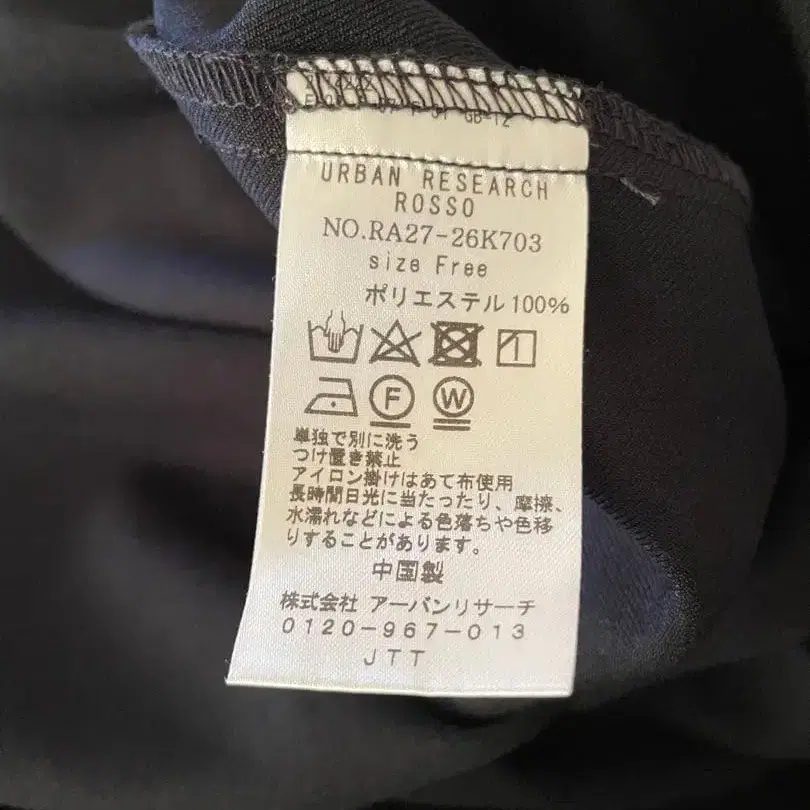 URBAN RESEARCH
ROSSO
NO.RA27-26K703
size Free
ポリエステル 100%
F
W
単独で別に洗う
つけ置き禁止
アイロン掛けはあて布使用
長時間日光に当たったり、摩擦、
水濡れなどによる色落ちや色移
りすることがあります。
中国製
株式会社 アーバンリサーチ
0120-967-013
JTT